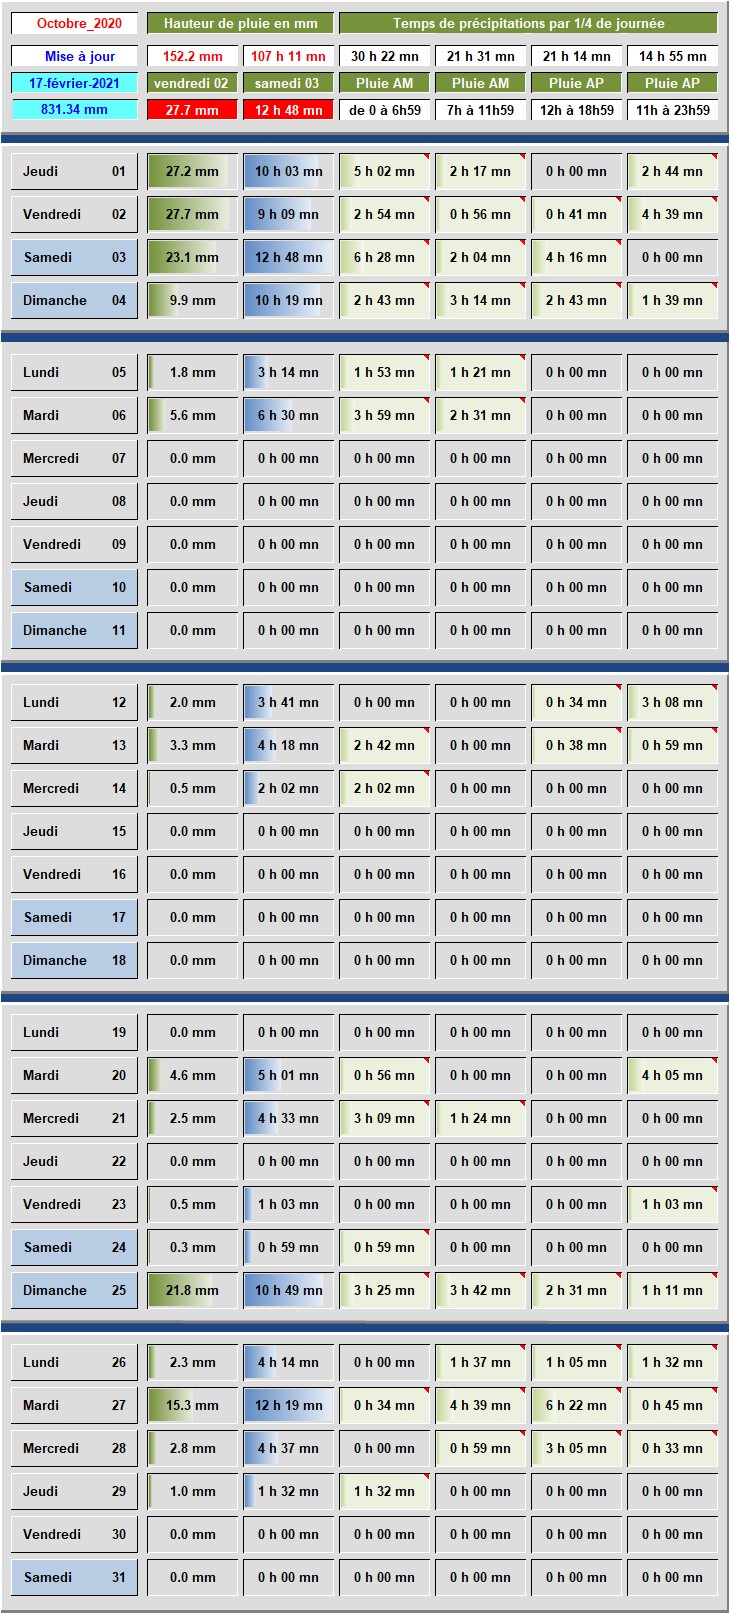 Octobre_2020 Hauteur de pluie en mm Temps de précipitations par 1/4 de journée
Mise à jour 152.2 mm 107 h 11 mn 30 h 22 mn 21 h 31 mn 21 h 14 mn 14 h 55 mn
17-février-2021 vendredi 02 samedi 03 Pluie AM Pluie AM Pluie AP Pluie AP
831.34 mm 27.7 mm 12 h 48 mn de 0 à 6h59 7h à 11h59 12h à 18h59 11h à 23h59
Jeudi 01 27.2 mm 10 h 03 mn 5 h 02 mn 2 h 17 mn 0 h 00 mn 2 h 44 mn
Vendredi 02 27.7 mm 9 h 09 mn 2 h 54 mn 0 h 56 mn 0 h 41 mn 4 h 39 mn
Samedi 03 23.1 mm 12 h 48 mn 6 h 28 mn 2 h 04 mn 4 h 16 mn 0 h 00 mn
Dimanche 04 9.9 mm 10 h 19 mn 2 h 43 mn 3 h 14 mn 2 h 43 mn 1 h 39 mn
Lundi 05 1.8 mm 3 h 14 mn 1 h 53 mn 1 h 21 mn 0 h 00 mn 0 h 00 mn
Mardi 06 5.6 mm 6 h 30 mn 3 h 59 mn 2 h 31 mn 0 h 00 mn 0 h 00 mn
Mercredi 07 0.0 mm 0 h 00 mn 0 h 00 mn 0 h 00 mn 0 h 00 mn 0 h 00 mn
Jeudi 08 0.0 mm 0 h 00 mn 0 h 00 mn 0 h 00 mn 0 h 00 mn 0 h 00 mn
Vendredi 09 0.0 mm 0 h 00 mn 0 h 00 mn 0 h 00 mn 0 h 00 mn 0 h 00 mn
Samedi 10 0.0 mm 0 h 00 mn 0 h 00 mn 0 h 00 mn 0 h 00 mn 0 h 00 mn
Dimanche 11 0.0 mm 0 h 00 mn 0 h 00 mn 0 h 00 mn 0 h 00 mn 0 h 00 mn
Lundi 12 2.0 mm 3 h 41 mn 0 h 00 mn 0 h 00 mn 0 h 34 mn 3 h 08 mn
Mardi 13 3.3 mm 4 h 18 mn 2 h 42 mn 0 h 00 mn 0 h 38 mn 0 h 59 mn
Mercredi 14 0.5 mm 2 h 02 mn 2 h 02 mn 0 h 00 mn 0 h 00 mn 0 h 00 mn
Jeudi 15 0.0 mm 0 h 00 mn 0 h 00 mn 0 h 00 mn 0 h 00 mn 0 h 00 mn
Vendredi 16 0.0 mm 0 h 00 mn 0 h 00 mn 0 h 00 mn 0 h 00 mn 0 h 00 mn
Samedi 17 0.0 mm 0 h 00 mn 0 h 00 mn 0 h 00 mn 0 h 00 mn 0 h 00 mn
Dimanche 18 0.0 mm 0 h 00 mn 0 h 00 mn 0 h 00 mn 0 h 00 mn 0 h 00 mn
Lundi 19 0.0 mm 0 h 00 mn 0 h 00 mn 0 h 00 mn 0 h 00 mn 0 h 00 mn
Mardi 20 4.6 mm 5 h 01 mn 0 h 56 mn 0 h 00 mn 0 h 00 mn 4 h 05 mn
Mercredi 21 2.5 mm 4 h 33 mn 3 h 09 mn 1 h 24 mn 0 h 00 mn 0 h 00 mn
Jeudi 22 0.0 mm 0 h 00 mn 0 h 00 mn 0 h 00 mn 0 h 00 mn 0 h 00 mn
Vendredi 23 0.5 mm 1 h 03 mn 0 h 00 mn 0 h 00 mn 0 h 00 mn 1 h 03 mn
Samedi 24 0.3 mm 0 h 59 mn 0 h 59 mn 0 h 00 mn 0 h 00 mn 0 h 00 mn
Dimanche 25 21.8 mm 10 h 49 mn 3 h 25 mn 3 h 42 mn 2 h 31 mn 1 h 11 mn
Lundi 26 2.3 mm 4 h 14 mn 0 h 00 mn 1 h 37 mn 1 h 05 mn 1 h 32 mn
Mardi 27 15.3 mm 12 h 19 mn 0 h 34 mn 4 h 39 mn 6 h 22 mn 0 h 45 mn
Mercredi 28 2.8 mm 4 h 37 mn 0 h 00 mn 0 h 59 mn 3 h 05 mn 0 h 33 mn
Jeudi 29 1.0 mm 1 h 32 mn 1 h 32 mn 0 h 00 mn 0 h 00 mn 0 h 00 mn
Vendredi 30 0.0 mm 0 h 00 mn 0 h 00 mn 0 h 00 mn 0 h 00 mn 0 h 00 mn
Samedi 31 0.0 mm 0 h 00 mn 0 h 00 mn 0 h 00 mn 0 h 00 mn 0 h 00 mn